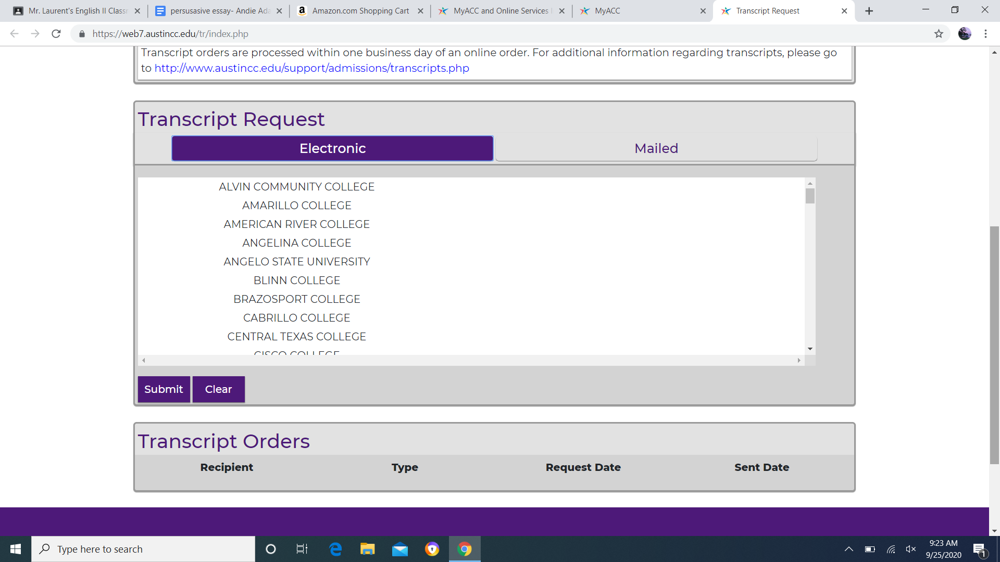 Mr. Laurent's English II Classr
persusasive essay- Andie Ada
Amazon.com Shopping Cart
MyACC and Online Services
MyACC
Transcript Request
https://web7.austincc.edu/tr/index.php
Transcript orders are processed within one business day of an online order. For additional information regarding transcripts, please go
to http://www.austincc.edu/support/admissions/transcripts.php
Transcript Request
Electronic
Mailed
ALVIN COMMUNITY COLLEGE
AMARILLO COLLEGE
AMERICAN RIVER COLLEGE
ANGELINA COLLEGE
ANGELO STATE UNIVERSITY
BLINN COLLEGE
BRAZOSPORT COLLEGE
CABRILLO COLLEGE
CENTRAL TEXAS COLLEGE
CISCO COLLEGE
Submit
Clear
Transcript Orders
Recipient
Type
Request Date
Sent Date
Type here to search
9:23 AM
9/25/2020
1